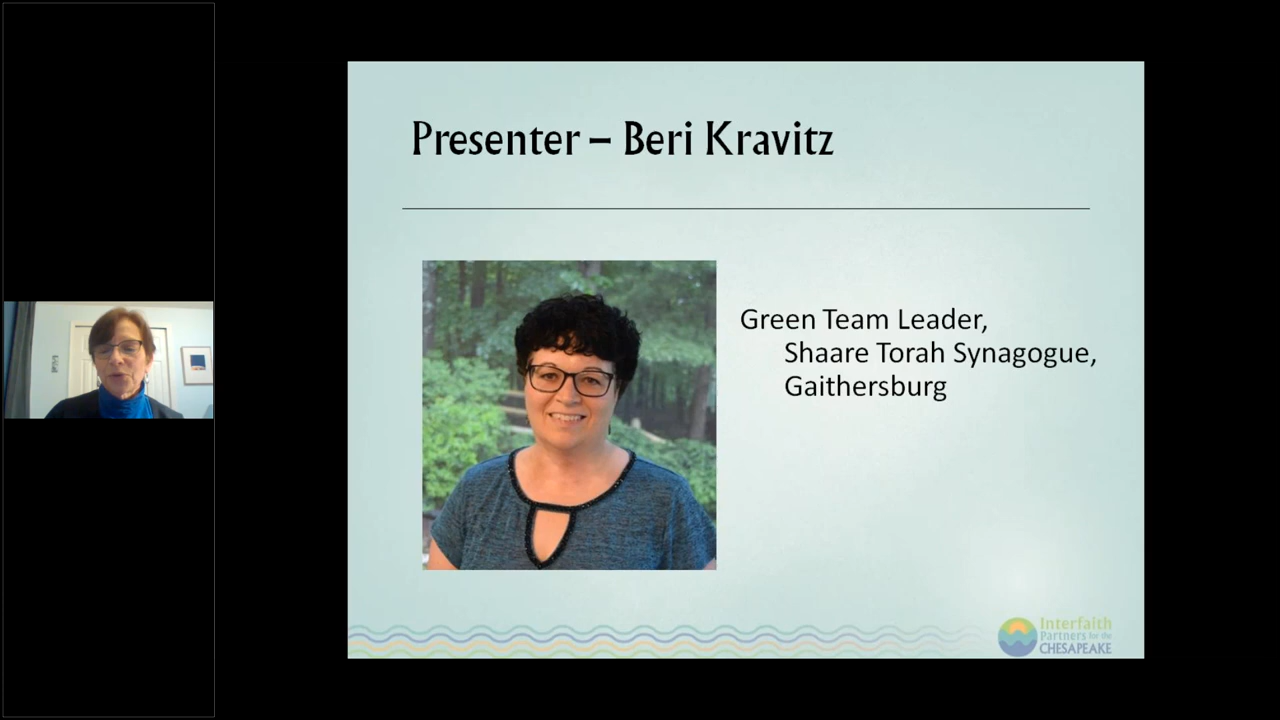 Presenter – Beri Kravitz
Green Team Leader,
Shaare Torah Synagogue,
Gaithersburg
Interfaith
Partners for the
CHESAPEAKE